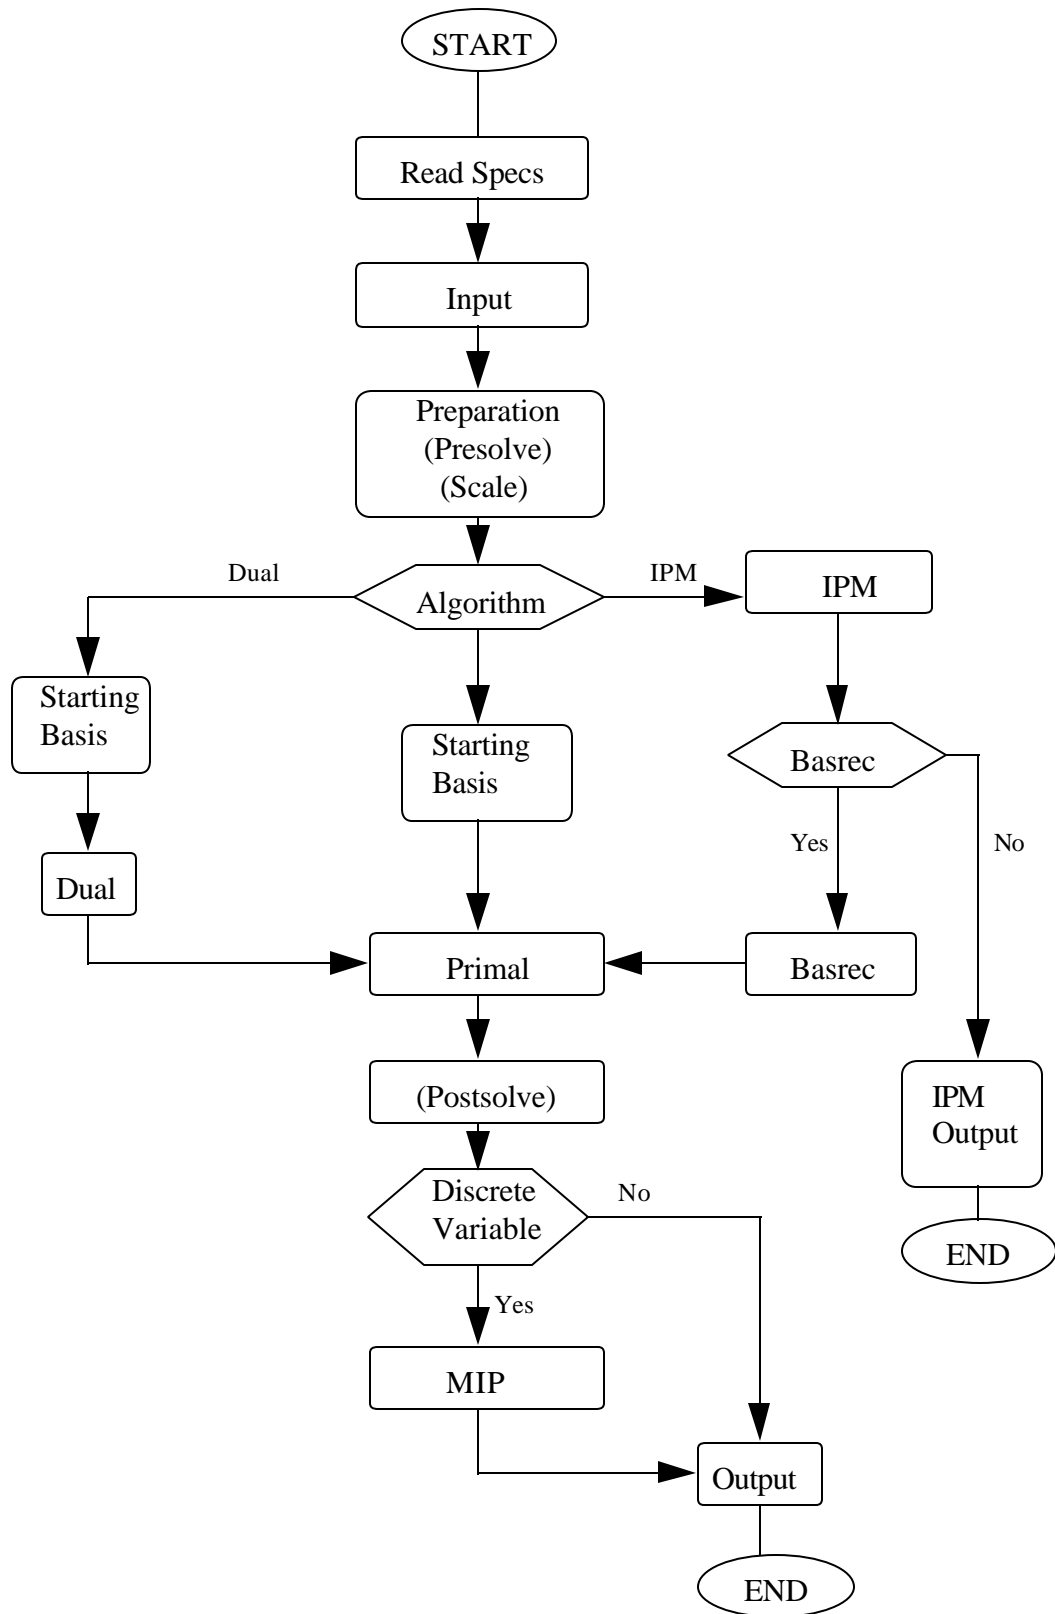 START
Read Specs
Input
Preparation
(Presolve)
(Scale)
Dual
IPM
IPM
Algorithm
Starting
Basis
Starting
Basis
Basrec
Yes
No
Dual
Primal
Basrec
(Postsolve)
IPM
Output
Discrete
Variable
No
END
Yes
MIP
Output
END